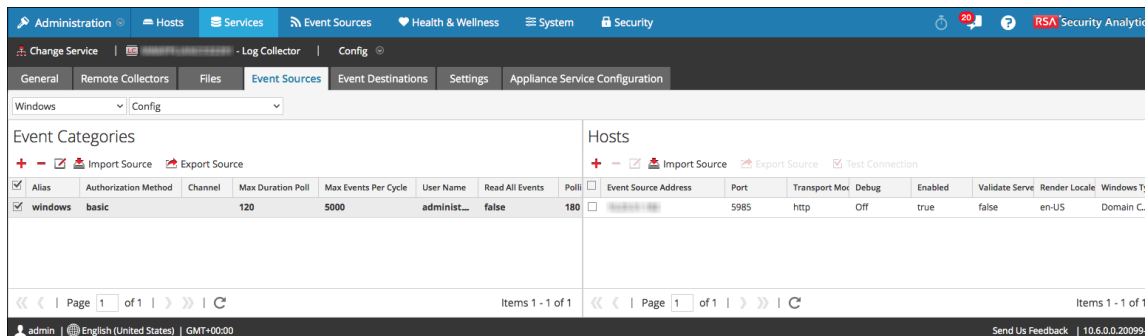 Administration Hosts Services Event Sources Health & Wellness System Security 20 RSA Security Analytic
Change Service | LC - Log Collector | Config
General Remote Collectors Files Event Sources Event Destinations Settings Appliance Service Configuration
Windows Config
Event Categories
Import Source Export Source
Alias Authorization Method Channel Max Duration Poll Max Events Per Cycle User Name Read All Events Polli
windows basic 120 5000 administ... false 180
Page 1 of 1 | Items 1 - 1 of 1
Hosts
Import Source Export Source Test Connection
Event Source Address Port Transport Mod Debug Enabled Validate Serve Render Locale Windows Ty
5985 http Off true false en-US Domain C..
Page 1 of 1 | Items 1 - 1 of 1
admin | English (United States) | GMT+00:00 Send Us Feedback | 10.6.0.0.20099